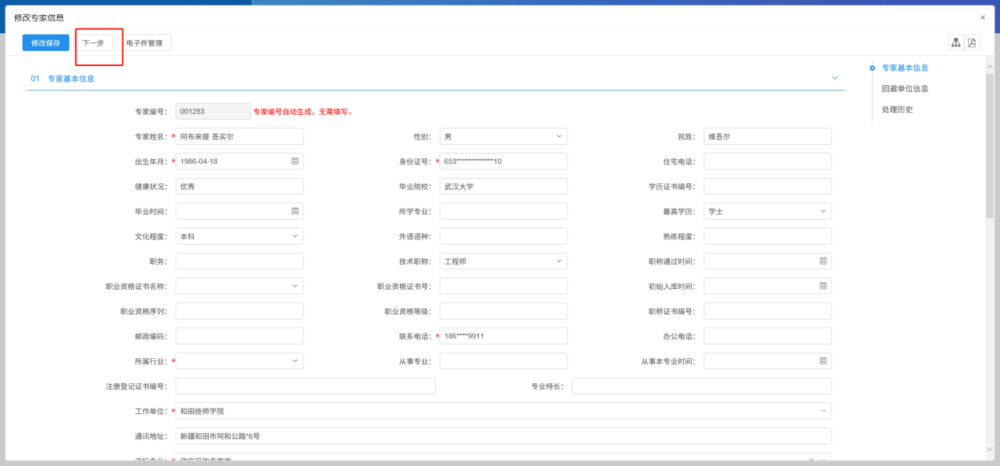 修改专家信息
修改保存 下一步 电子件管理
01 专家基本信息
专家基本信息
回避单位信息
处理历史
专家编号： 001283 专家编号自动生成，无需填写。
专家姓名：* 阿布来提·吾买尔 性别： 男 民族： 维吾尔
出生年月：* 1986-04-18 身份证号：* 653*************10 住宅电话：
健康状况： 优秀 毕业院校： 武汉大学 学历证书编号：
毕业时间： 所学专业： 最高学历： 学士
文化程度： 本科 外语语种： 熟练程度：
职务： 技术职称： 工程师 职称通过时间：
职业资格证书名称： 职业资格证书号： 初始入库时间：
职业资格序列： 职业资格等级： 职称证书编号：
邮政编码： 联系电话：* 186****9911 办公电话：
所属行业：* 从事专业： 从事本专业时间：
注册登记证书编号： 专业特长：
工作单位：* 和田技师学院
通讯地址： 新疆和田市阿和公路*6号
评标专业：* 政府采购专家库